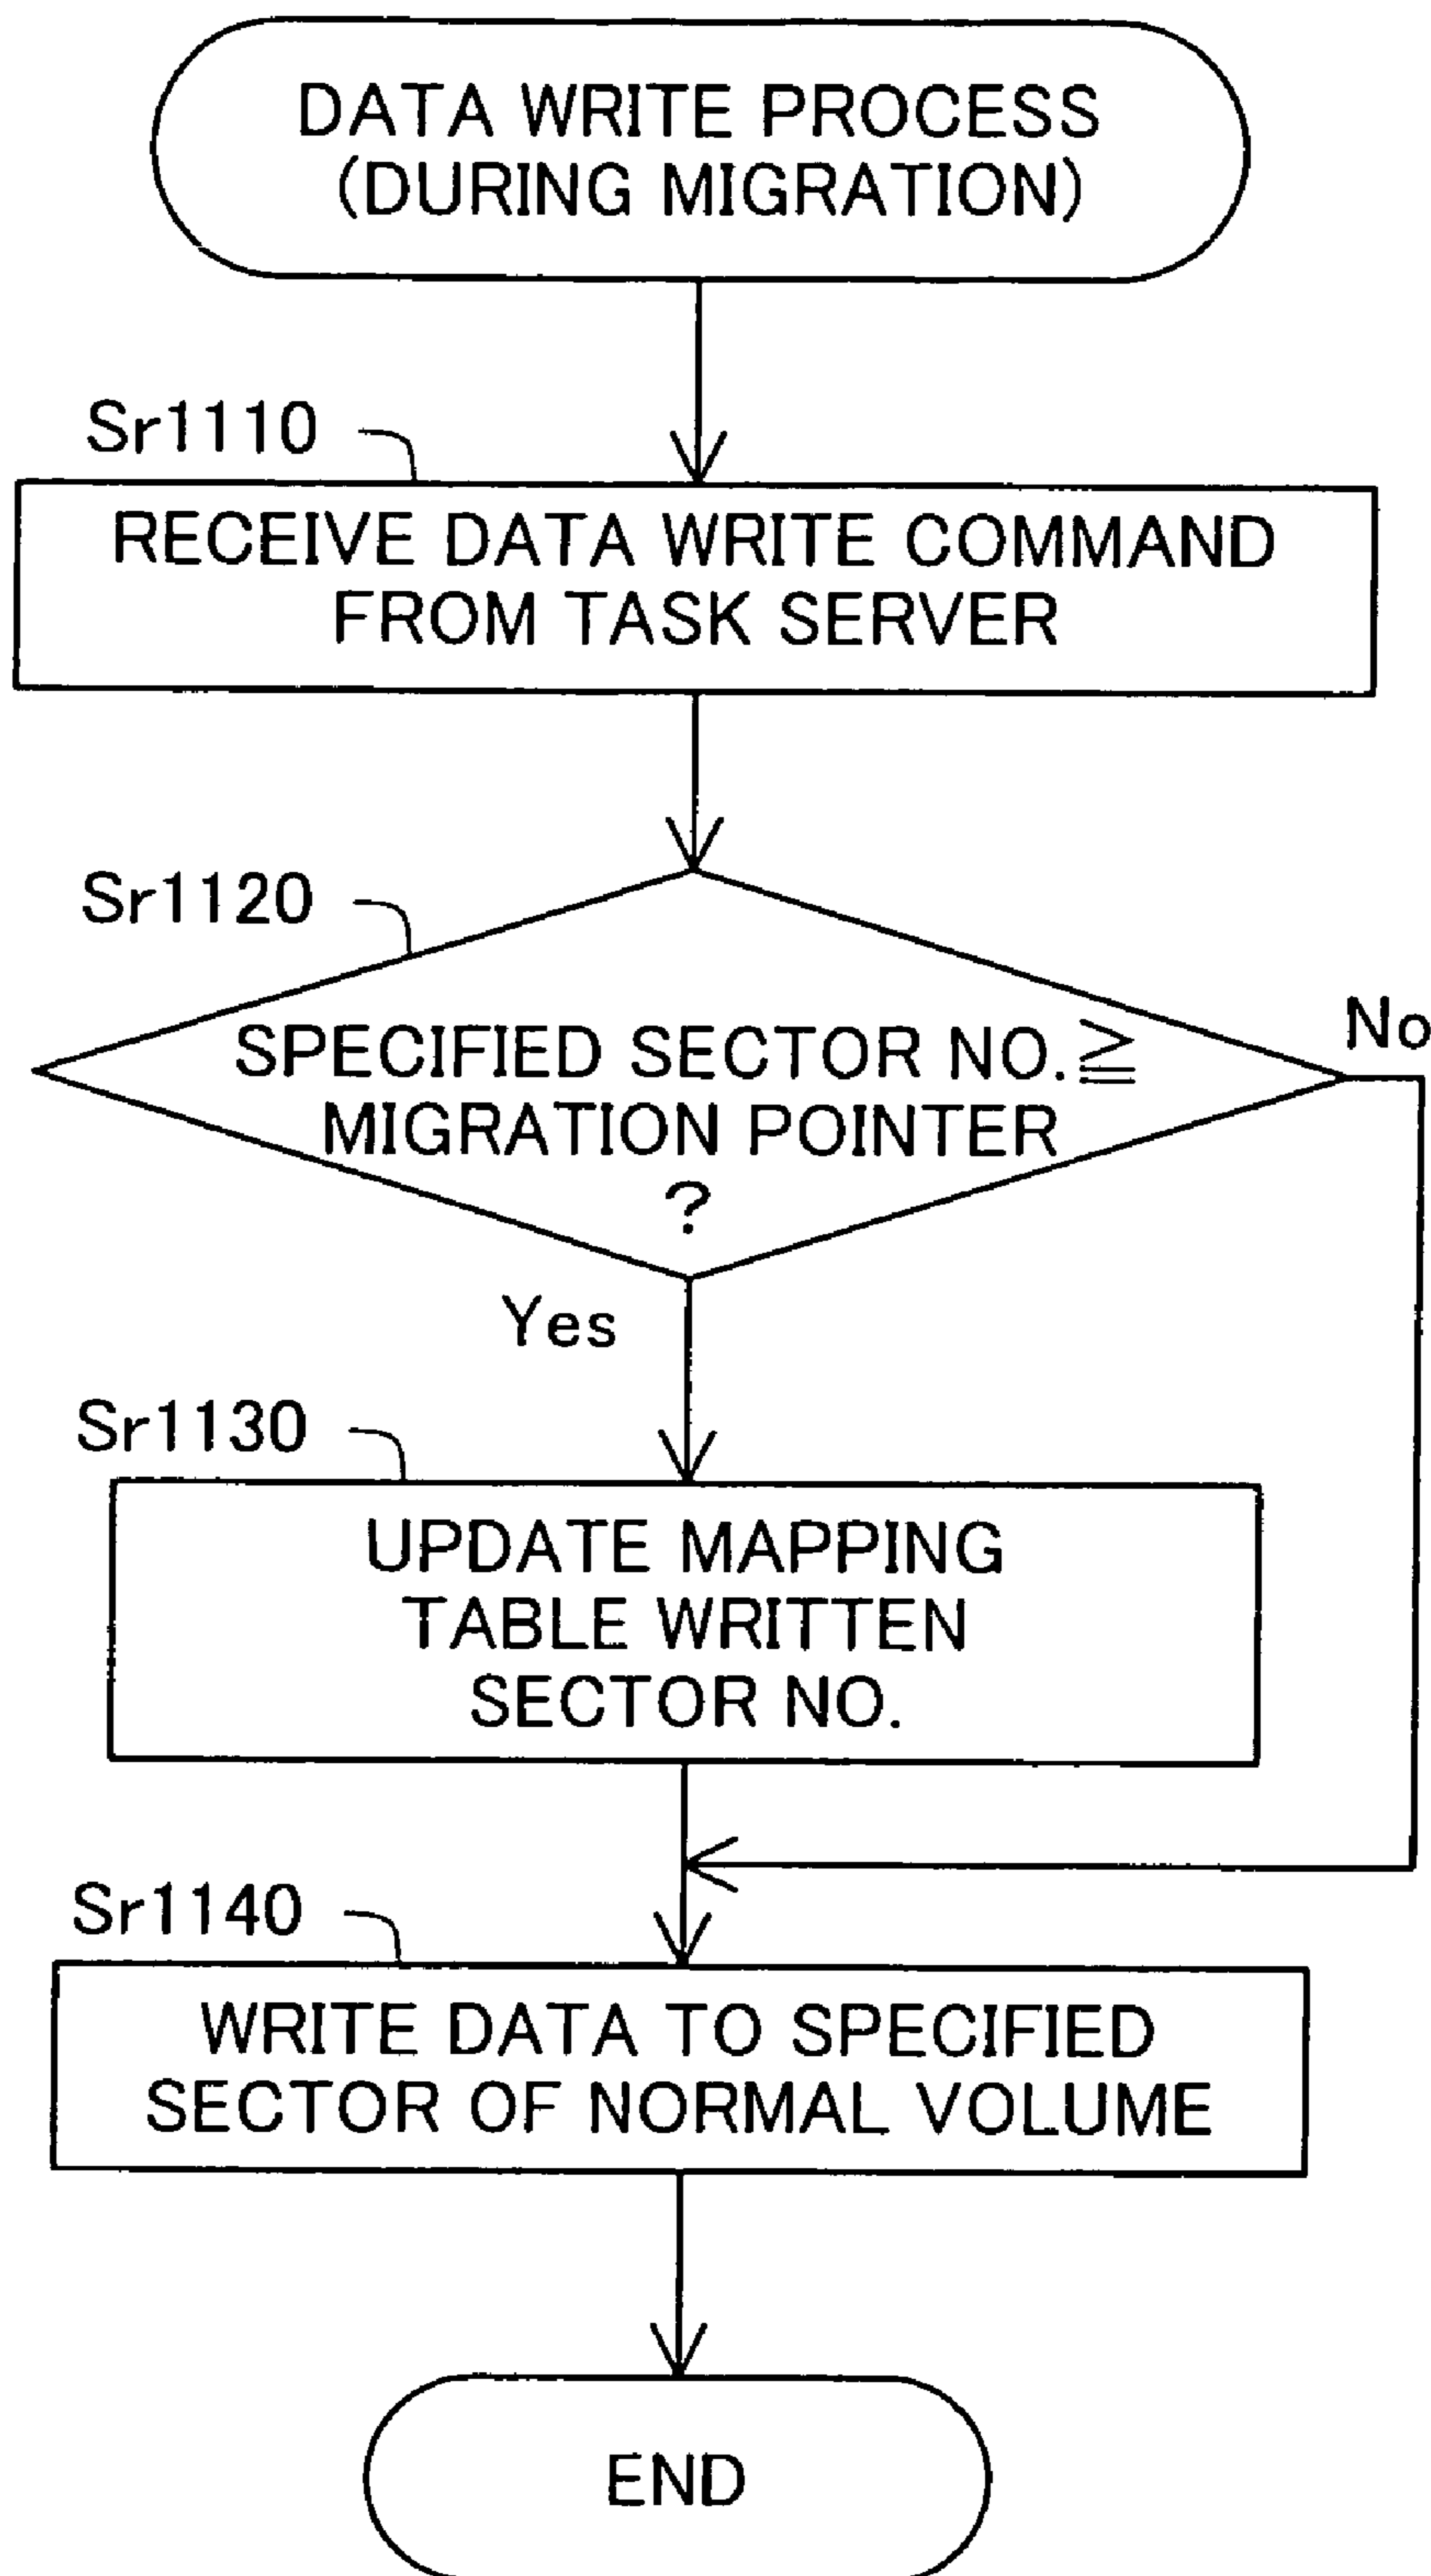 DATA WRITE PROCESS
(DURING MIGRATION)
Sr1110
RECEIVE DATA WRITE COMMAND
FROM TASK SERVER
Sr1120
SPECIFIED SECTOR NO.≧
MIGRATION POINTER
?
No
Yes
Sr1130
UPDATE MAPPING
TABLE WRITTEN
SECTOR NO.
Sr1140
WRITE DATA TO SPECIFIED
SECTOR OF NORMAL VOLUME
END